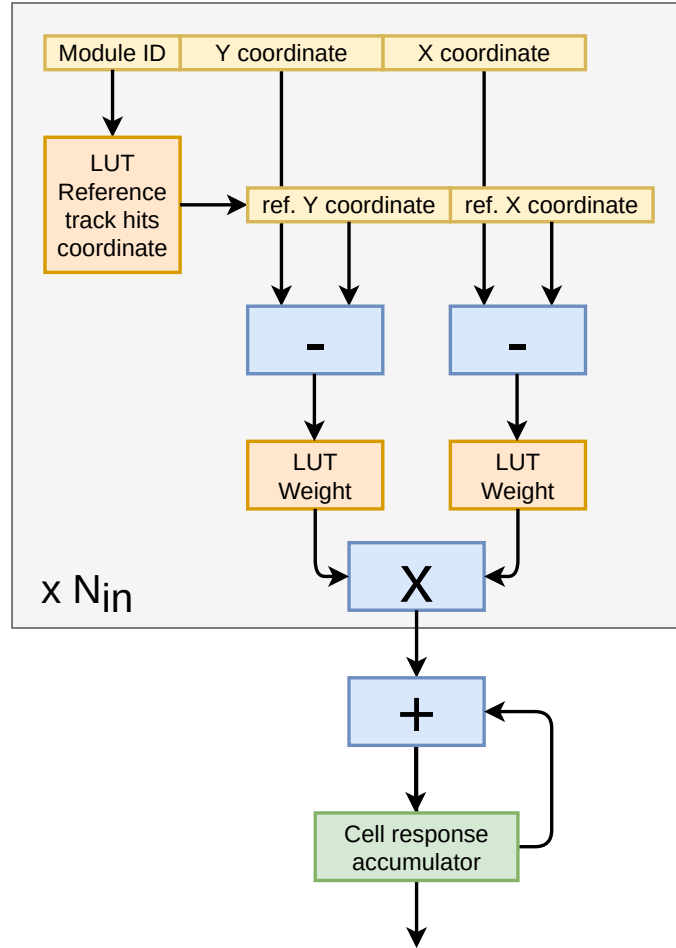 Module ID Y coordinate X coordinate
LUT
Reference
track hits
coordinate
ref. Y coordinate ref. X coordinate
- -
LUT
Weight
LUT
Weight
x N_in
X
+
Cell response
accumulator